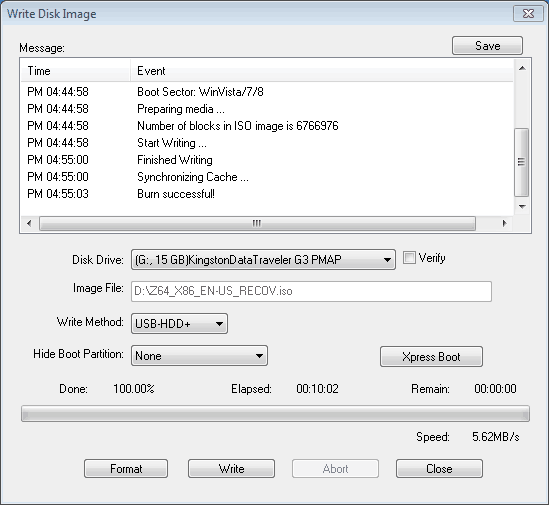 Write Disk Image
Message:
Save
Time Event
PM 04:44:58 Boot Sector: WinVista/7/8
PM 04:44:58 Preparing media ...
PM 04:44:58 Number of blocks in ISO image is 6766976
PM 04:44:58 Start Writing ...
PM 04:55:00 Finished Writing
PM 04:55:00 Synchronizing Cache ...
PM 04:55:03 Burn successful!
Disk Drive: (G:, 15 GB)KingstonDataTraveler G3 PMAP Verify
Image File: D:\Z64_X86_EN-US_RECOV.iso
Write Method: USB-HDD+
Hide Boot Partition: None Xpress Boot
Done: 100.00% Elapsed: 00:10:02 Remain: 00:00:00
Speed: 5.62MB/s
Format Write Abort Close